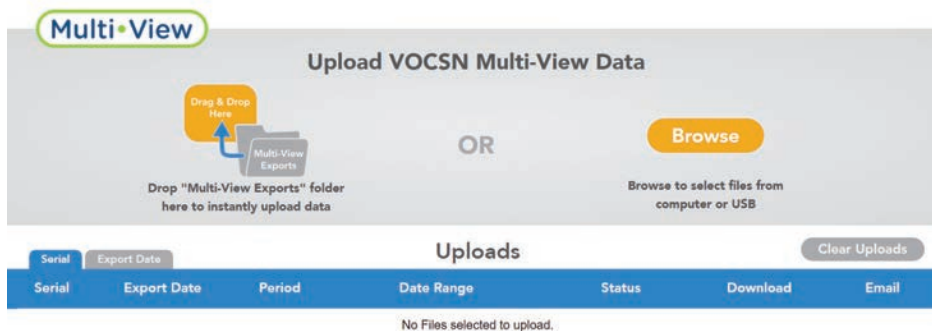 Multi•View
Upload VOCSN Multi-View Data
Drag & Drop
Here
Multi-View
Exports
Drop "Multi-View Exports" folder
here to instantly upload data
OR
Browse
Browse to select files from
computer or USB
Serial Export Date
Uploads
Clear Uploads
Serial Export Date Period Date Range Status Download Email
No Files selected to upload.